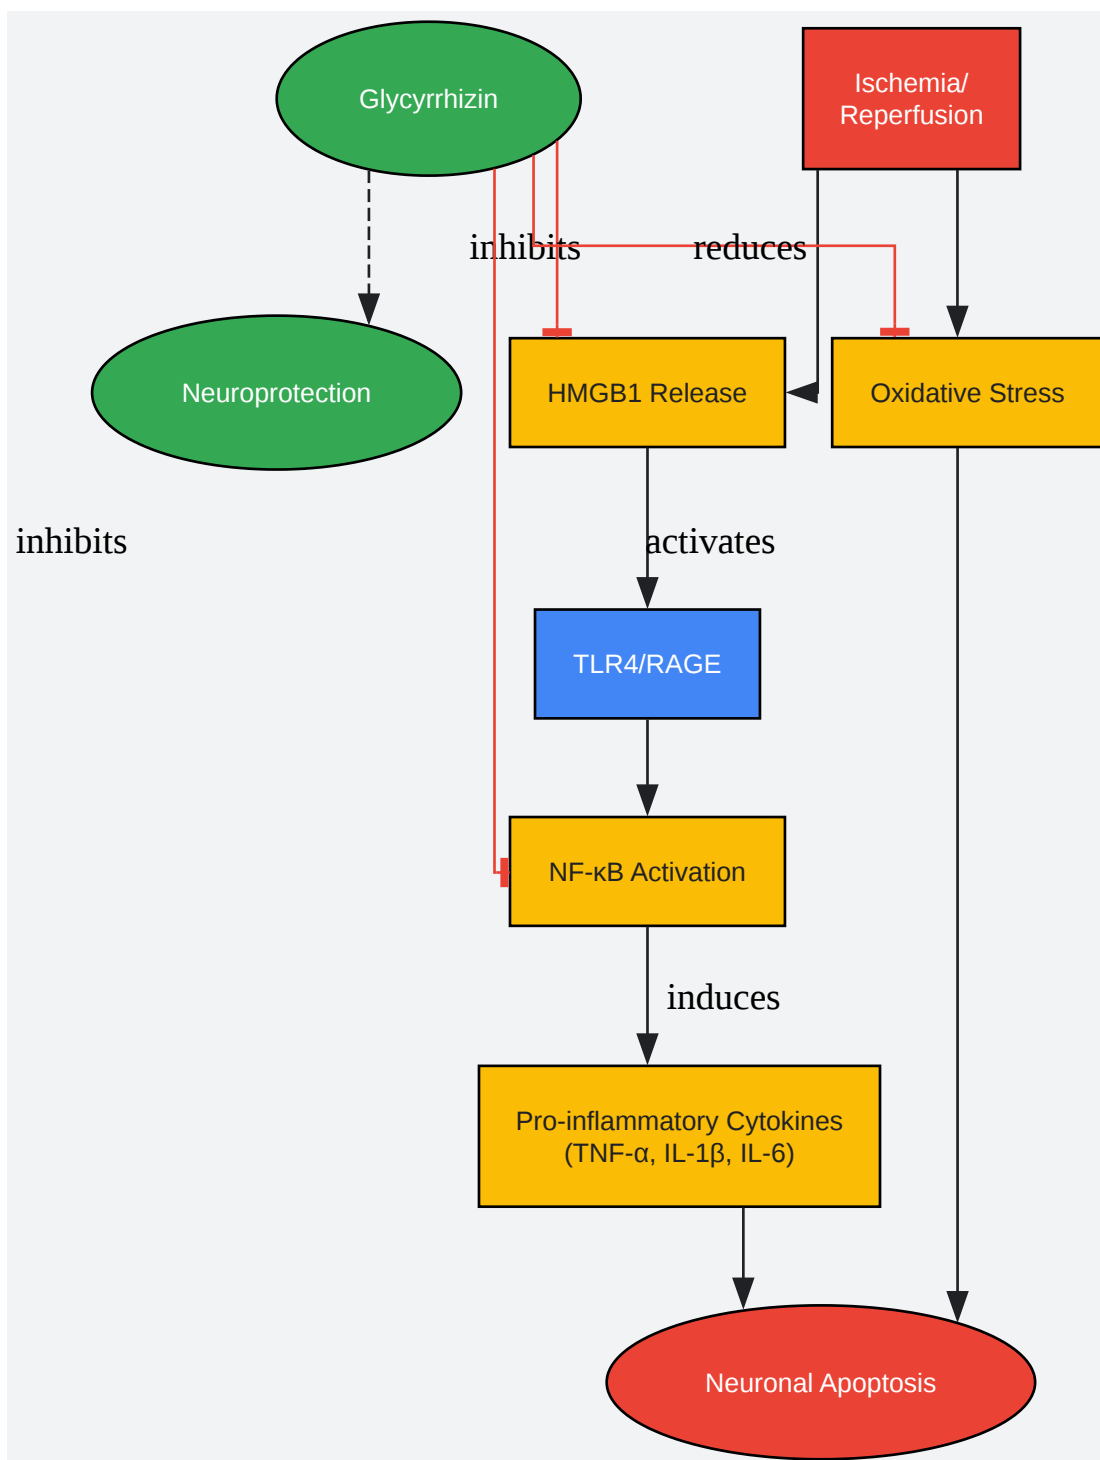 Glycyrrhizin
Ischemia/
Reperfusion
inhibits
reduces
Neuroprotection
HMGB1 Release
Oxidative Stress
inhibits
activates
TLR4/RAGE
NF-κB Activation
induces
Pro-inflammatory Cytokines
(TNF-α, IL-1β, IL-6)
Neuronal Apoptosis